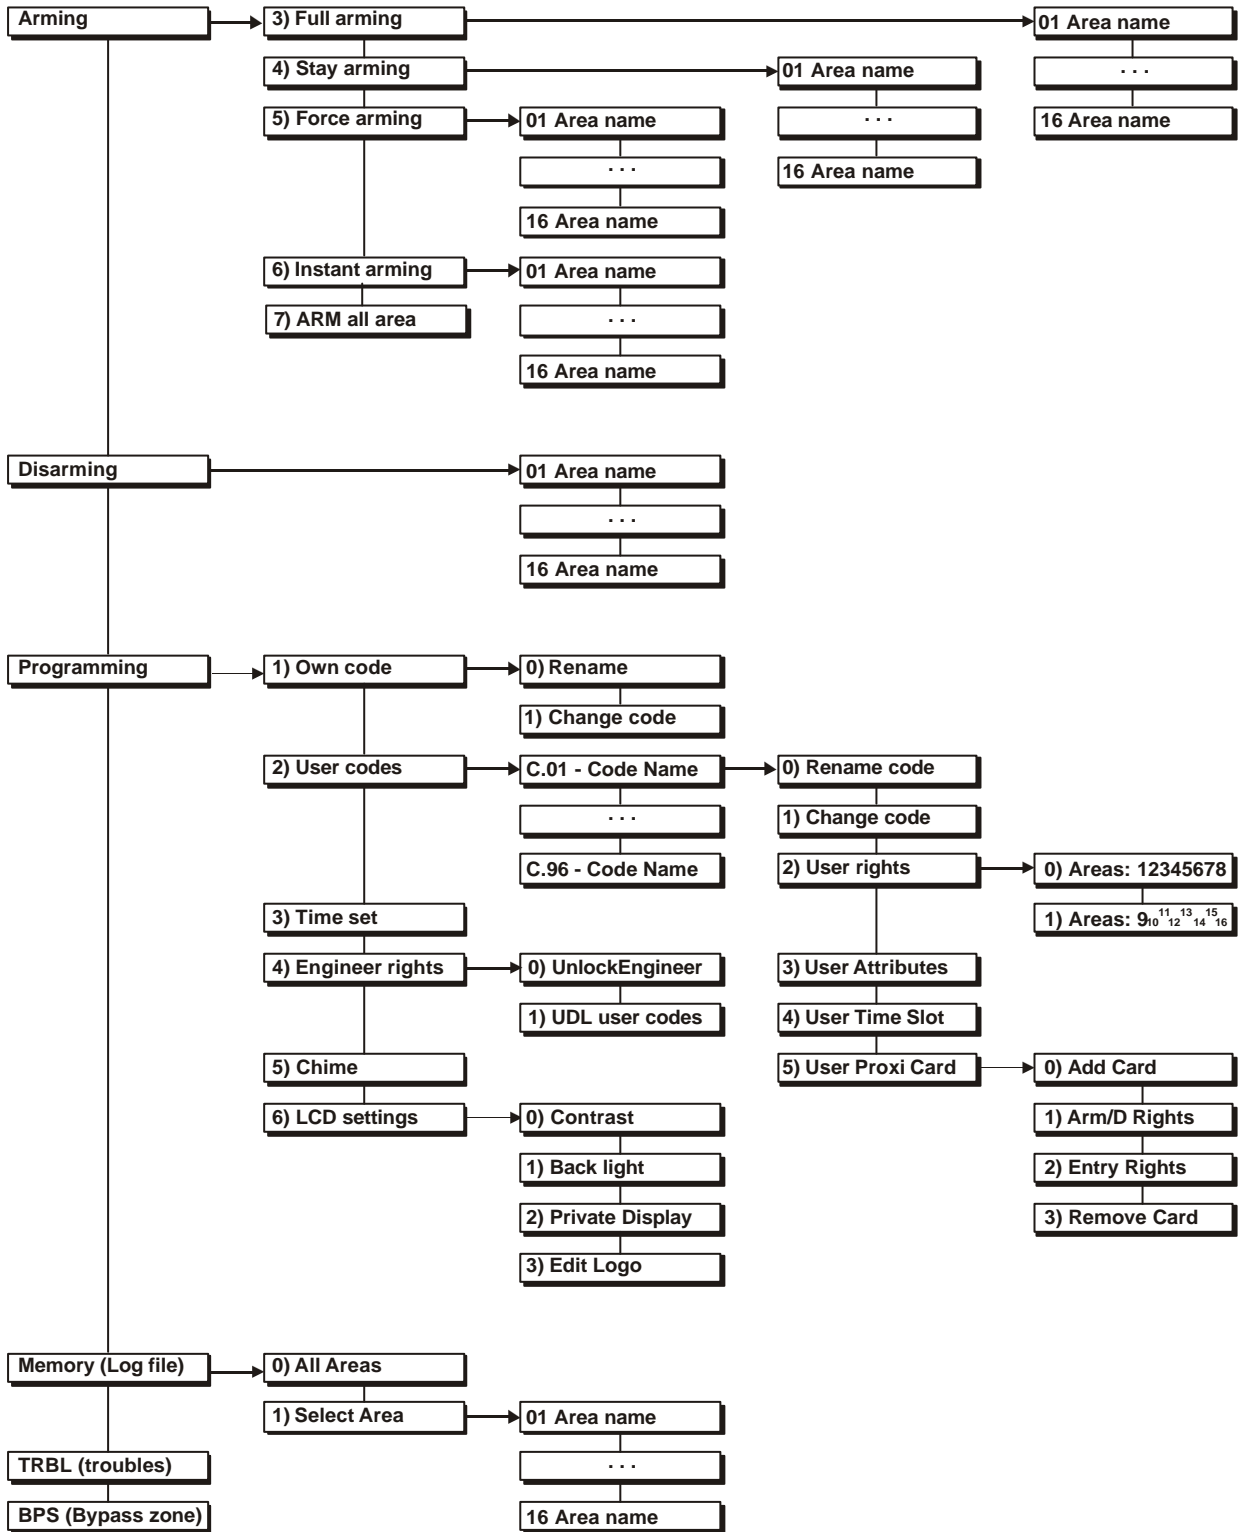 Arming
3) Full arming
01 Area name
4) Stay arming
01 Area name
. . .
5) Force arming
01 Area name
. . .
16 Area name
. . .
16 Area name
16 Area name
6) Instant arming
01 Area name
7) ARM all area
. . .
16 Area name
Disarming
01 Area name
. . .
16 Area name
Programming
1) Own code
0) Rename
1) Change code
2) User codes
C.01 - Code Name
0) Rename code
. . .
1) Change code
C.96 - Code Name
2) User rights
0) Areas: 12345678
3) Time set
1) Areas: 910 11 12 13 14 15 16
4) Engineer rights
0) UnlockEngineer
3) User Attributes
1) UDL user codes
4) User Time Slot
5) Chime
5) User Proxi Card
0) Add Card
6) LCD settings
0) Contrast
1) Arm/D Rights
1) Back light
2) Entry Rights
2) Private Display
3) Remove Card
3) Edit Logo
Memory (Log file)
0) All Areas
1) Select Area
01 Area name
TRBL (troubles)
. . .
BPS (Bypass zone)
16 Area name